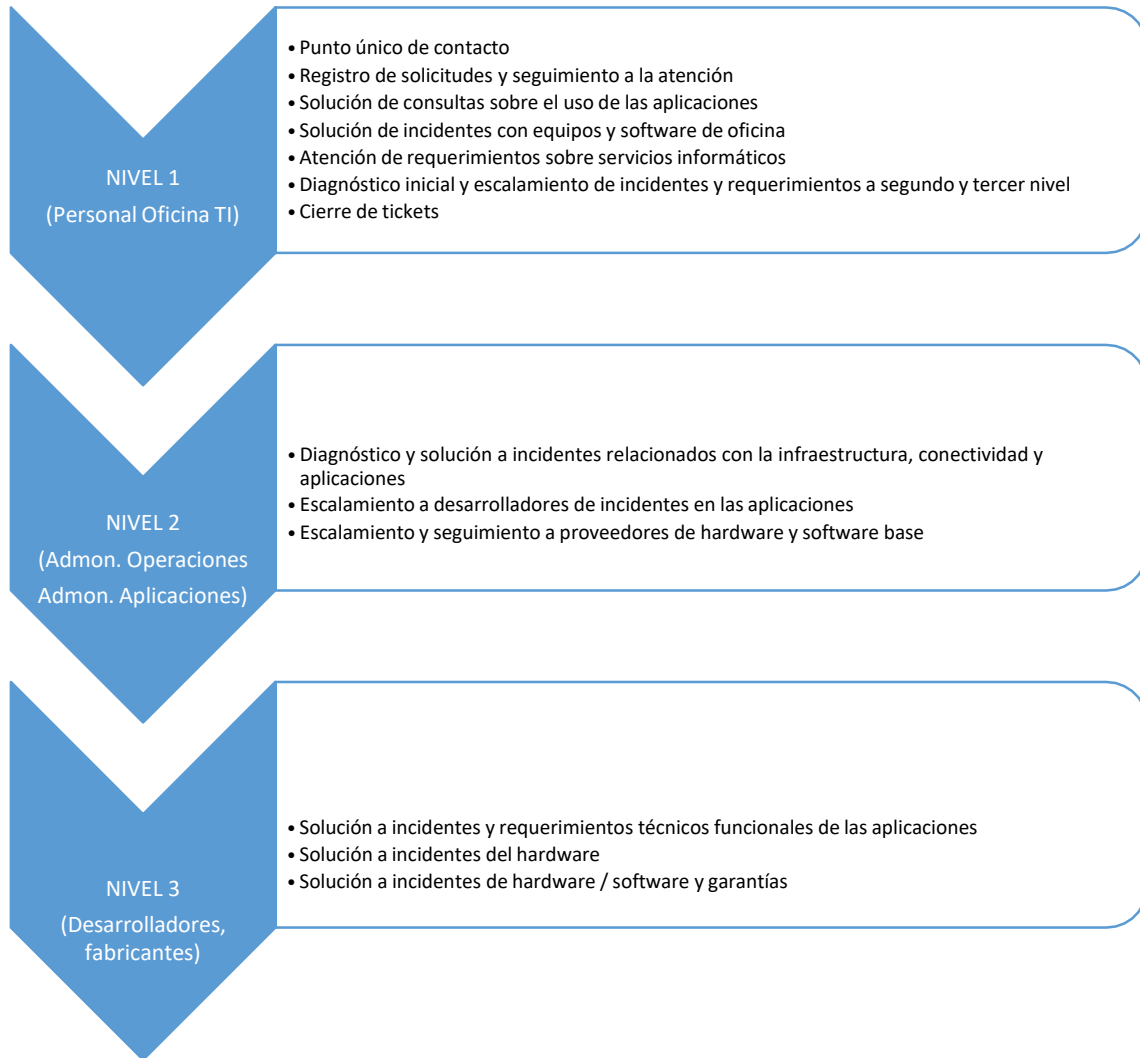 • Punto único de contacto
• Registro de solicitudes y seguimiento a la atención
• Solución de consultas sobre el uso de las aplicaciones
• Solución de incidentes con equipos y software de oficina
• Atención de requerimientos sobre servicios informáticos
• Diagnóstico inicial y escalamiento de incidentes y requerimientos a segundo y tercer nivel
• Cierre de tickets
NIVEL 1
(Personal Oficina TI)
• Diagnóstico y solución a incidentes relacionados con la infraestructura, conectividad y
aplicaciones
• Escalamiento a desarrolladores de incidentes en las aplicaciones
• Escalamiento y seguimiento a proveedores de hardware y software base
NIVEL 2
(Admon. Operaciones
Admon. Aplicaciones)
• Solución a incidentes y requerimientos técnicos funcionales de las aplicaciones
• Solución a incidentes del hardware
• Solución a incidentes de hardware / software y garantías
NIVEL 3
(Desarrolladores,
fabricantes)